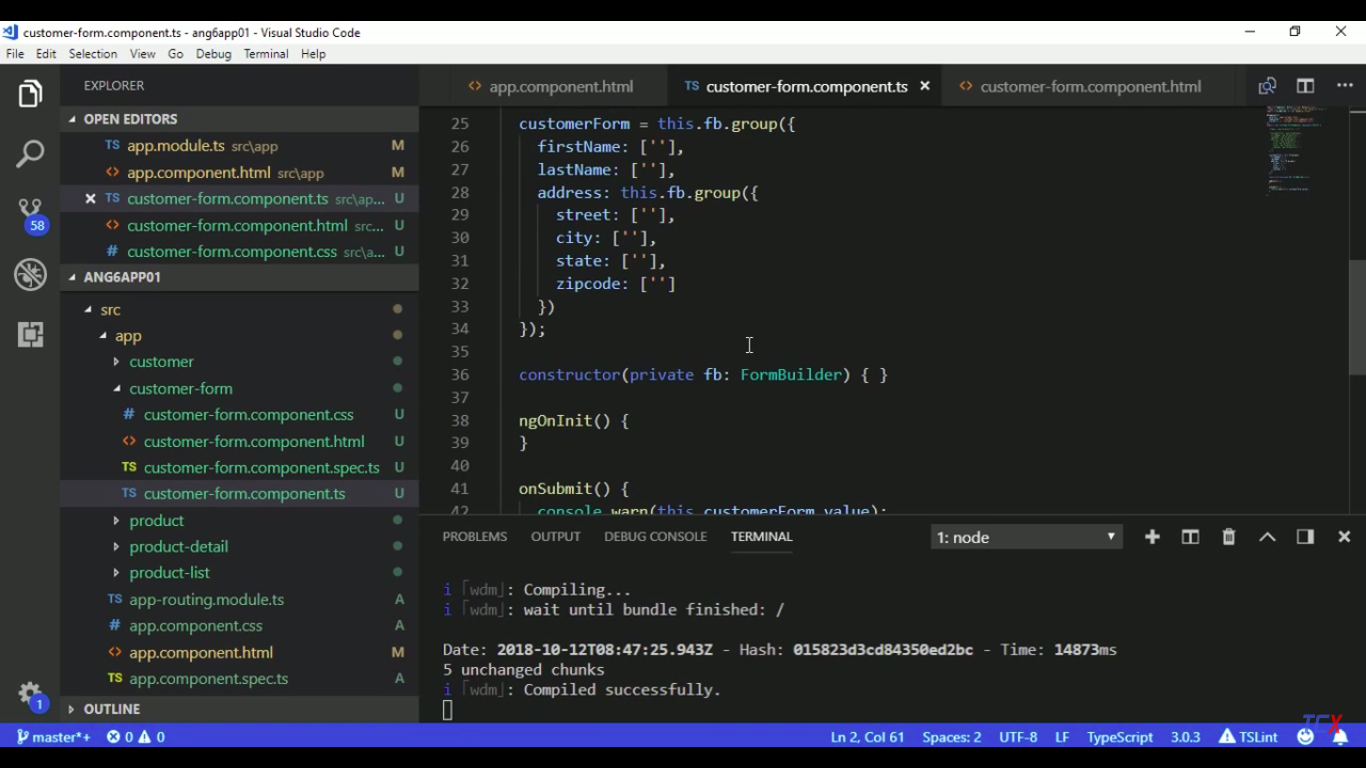 customer-form.component.ts - ang6app01 - Visual Studio Code
File Edit Selection View Go Debug Terminal Help
EXPLORER
OPEN EDITORS
TS app.module.ts src\app M
<> app.component.html src\app M
TS customer-form.component.ts src\ap... U
<> customer-form.component.html src... U
# customer-form.component.css src\a... U
ANG6APP01
src
app
customer
customer-form
# customer-form.component.css U
<> customer-form.component.html U
TS customer-form.component.spec.ts U
TS customer-form.component.ts U
product
product-detail
product-list
TS app-routing.module.ts A
# app.component.css A
<> app.component.html M
TS app.component.spec.ts A
OUTLINE
58
1
<> app.component.html TS customer-form.component.ts <> customer-form.component.html
25 customerForm = this.fb.group({
26 firstName: [''],
27 lastName: [''],
28 address: this.fb.group({
29 street: [''],
30 city: [''],
31 state: [''],
32 zipcode: ['']
33 })
34 });
35
36 constructor(private fb: FormBuilder) { }
37
38 ngOnInit() {
39 }
40
41 onSubmit() {
42 console.warn(this.customerForm.value);
PROBLEMS OUTPUT DEBUG CONSOLE TERMINAL 1: node
i ｢wdm｣: Compiling...
i ｢wdm｣: wait until bundle finished: /
Date: 2018-10-12T08:47:25.943Z - Hash: 015823d3cd84350ed2bc - Time: 14873ms
5 unchanged chunks
i ｢wdm｣: Compiled successfully.
TCX
master*+ 0 0 Ln 2, Col 61 Spaces: 2 UTF-8 LF TypeScript 3.0.3 TSLint